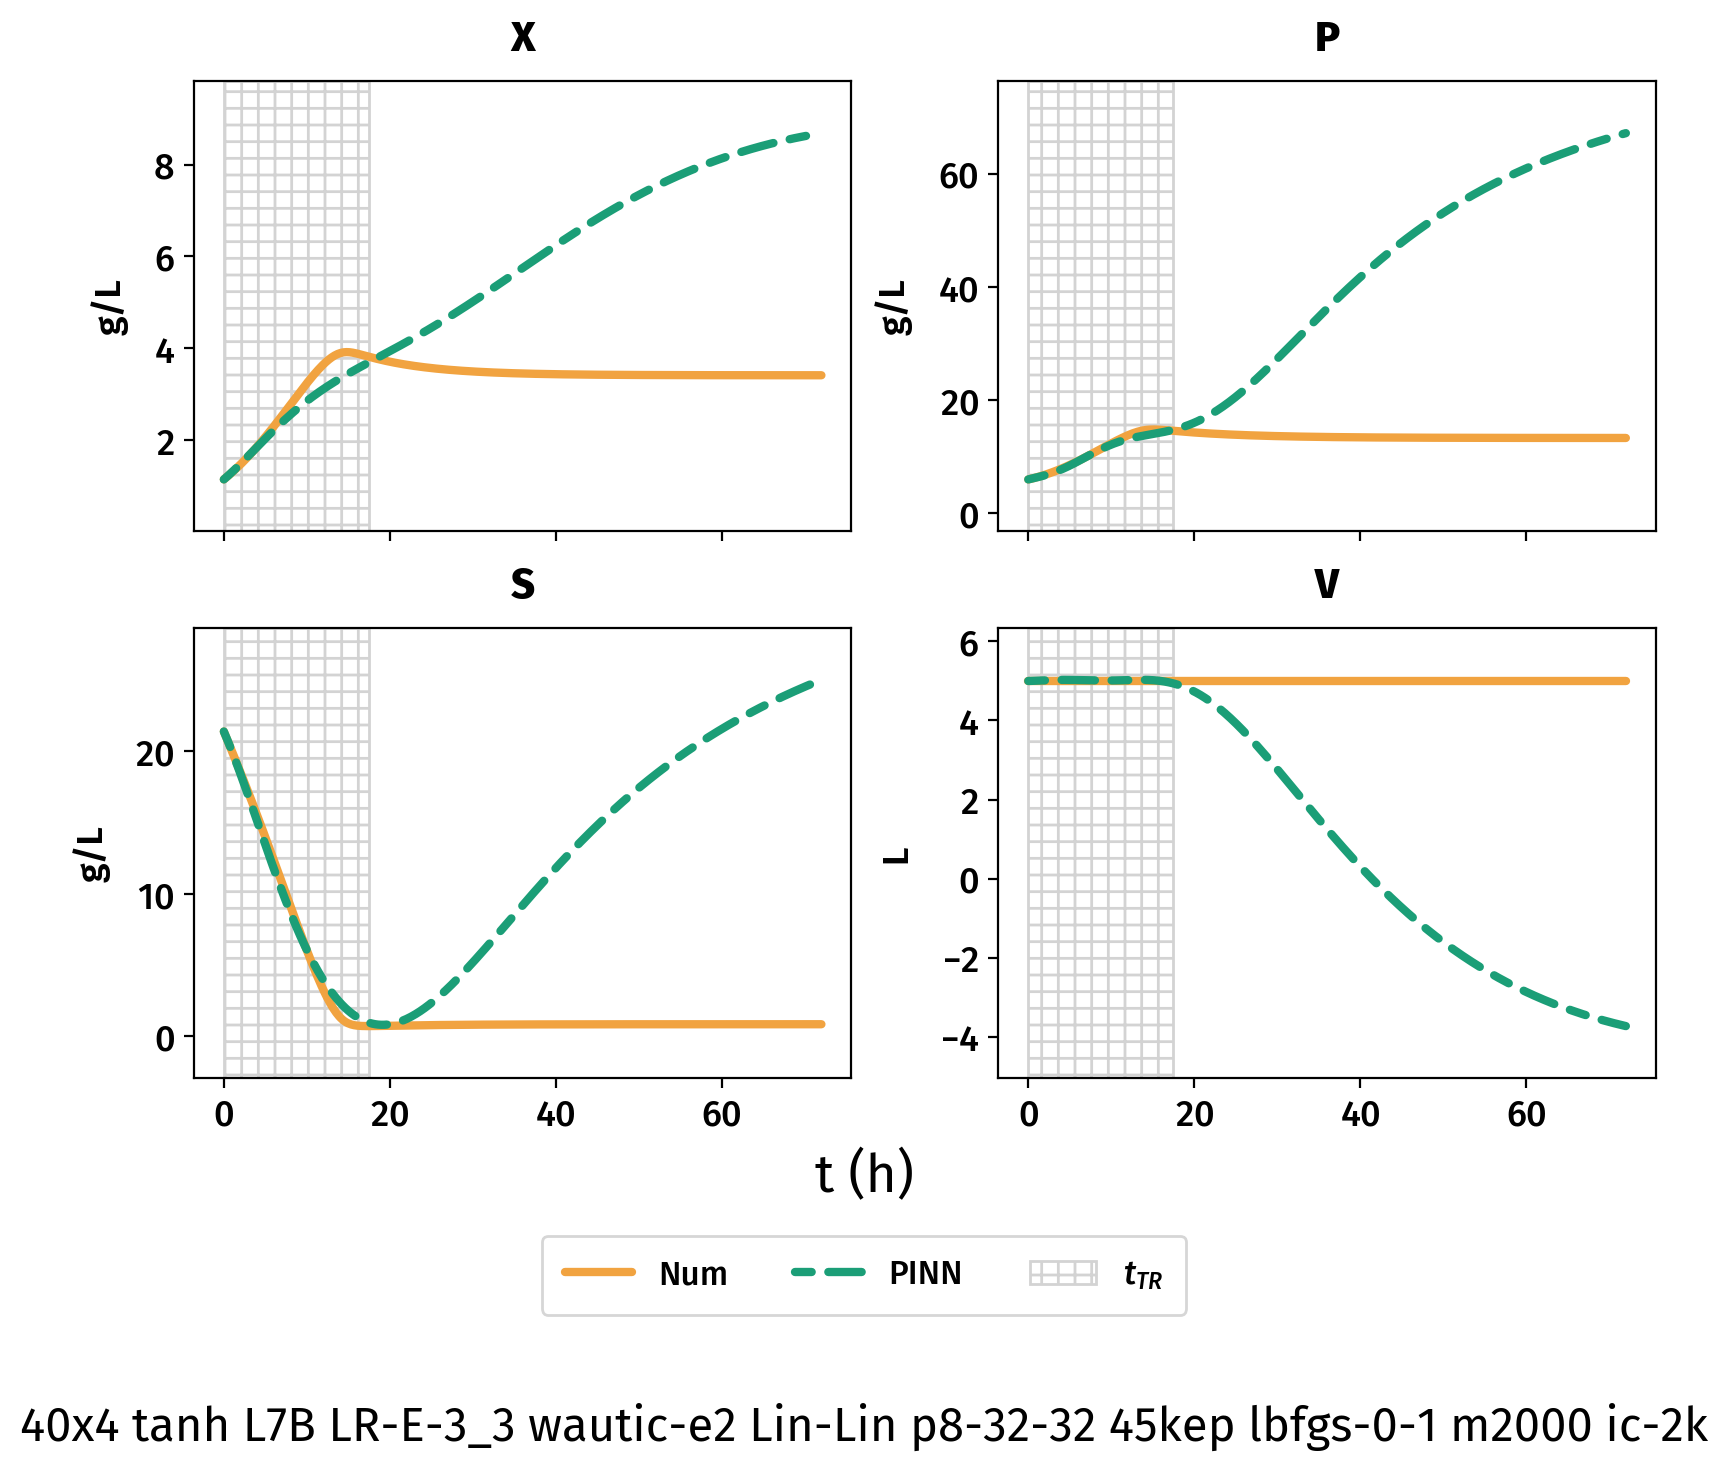 X
P
g/L
8
6
4
2
g/L
60
40
20
0
S
V
g/L
20
10
0
L
6
4
2
0
−2
−4
0 20 40 60
0 20 40 60
t (h)
Num PINN t_TR
40x4 tanh L7B LR-E-3_3 wautic-e2 Lin-Lin p8-32-32 45kep lbfgs-0-1 m2000 ic-2k